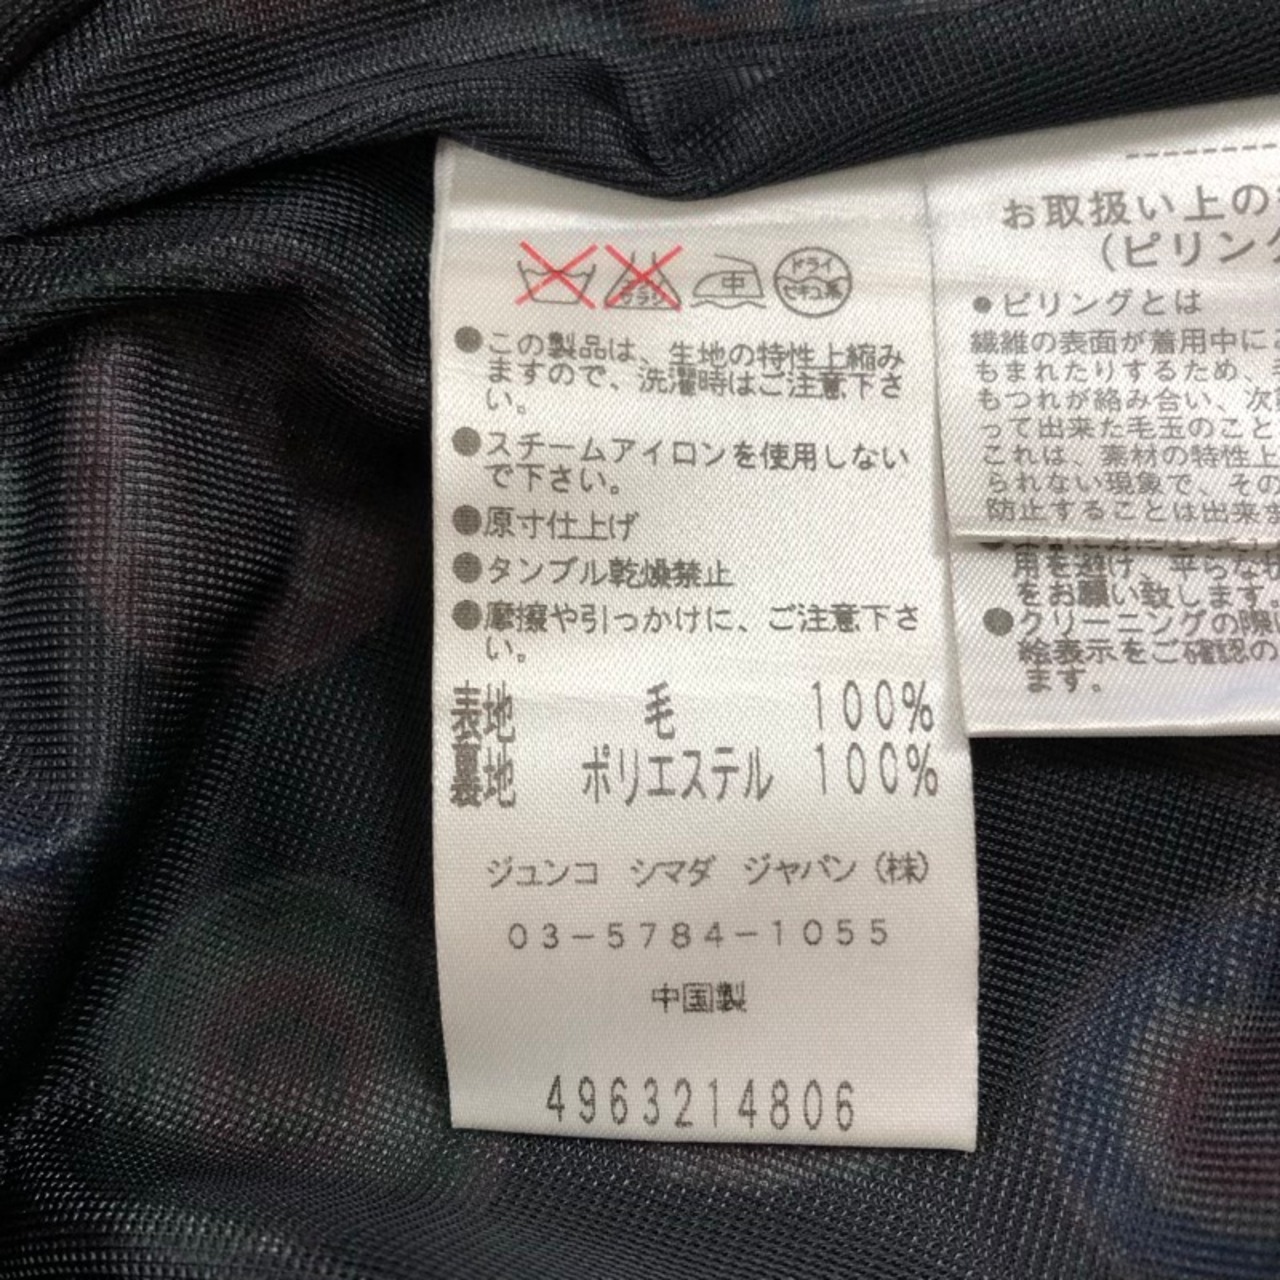 中
ドライ
セキユ系
●この製品は、生地の特性上縮み
ますので、洗濯時はご注意下さ
い。
●スチームアイロンを使用しない
で下さい。
●原寸仕上げ
●タンブル乾燥禁止
●摩擦や引っかけに、ご注意下さ
い。
表地 毛 100%
裏地 ポリエステル 100%
ジュンコ シマダ ジャパン(株)
03-5784-1055
中国製
4963214806
お取扱い上の
(ピリング
●ピリングとは
繊維の表面が着用中に
もまれたりするため、
もつれが絡み合い、次
って出来た毛玉のこと
これは、素材の特性上
られない現象で、その
防止することは出来ま
用を避け、平らな
をお願い致します。
●クリーニングの際
絵表示をご確認の
ます。